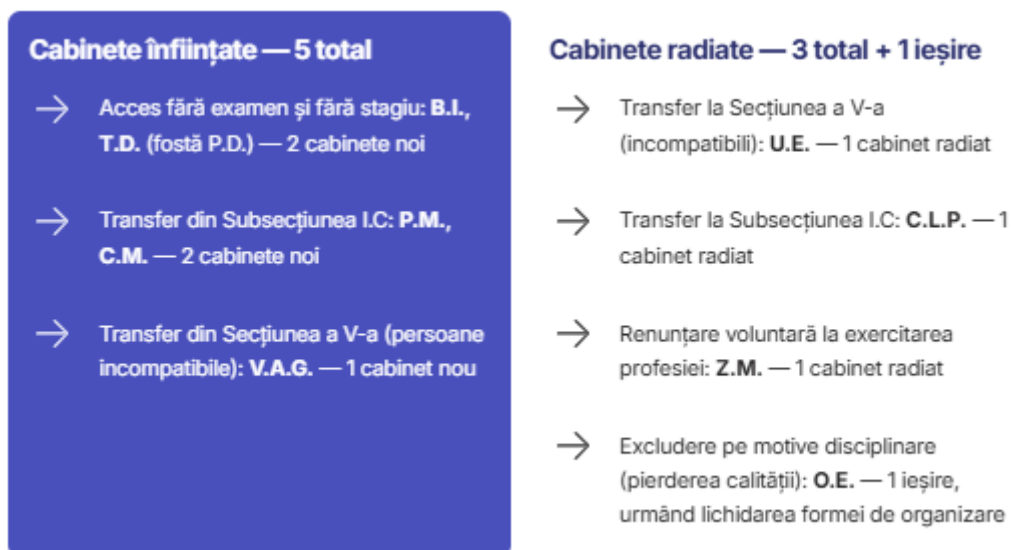 Cabinete înființate — 5 total
Acces fără examen și fără stagiu: B.I.,
T.D. (fostă P.D.) — 2 cabinete noi
Transfer din Subsecțiunea I.C: P.M.,
C.M. — 2 cabinete noi
Transfer din Secțiunea a V-a (persoane
incompatibile): V.A.G. — 1 cabinet nou
Cabinete radiate — 3 total + 1 ieșire
Transfer la Secțiunea a V-a
(incompatibili): U.E. — 1 cabinet radiat
Transfer la Subsecțiunea I.C: C.L.P. — 1
cabinet radiat
Renunțare voluntară la exercitarea
profesiei: Z.M. — 1 cabinet radiat
Excludere pe motive disciplinare
(pierderea calității): O.E. — 1 ieșire,
urmând lichidarea formei de organizare